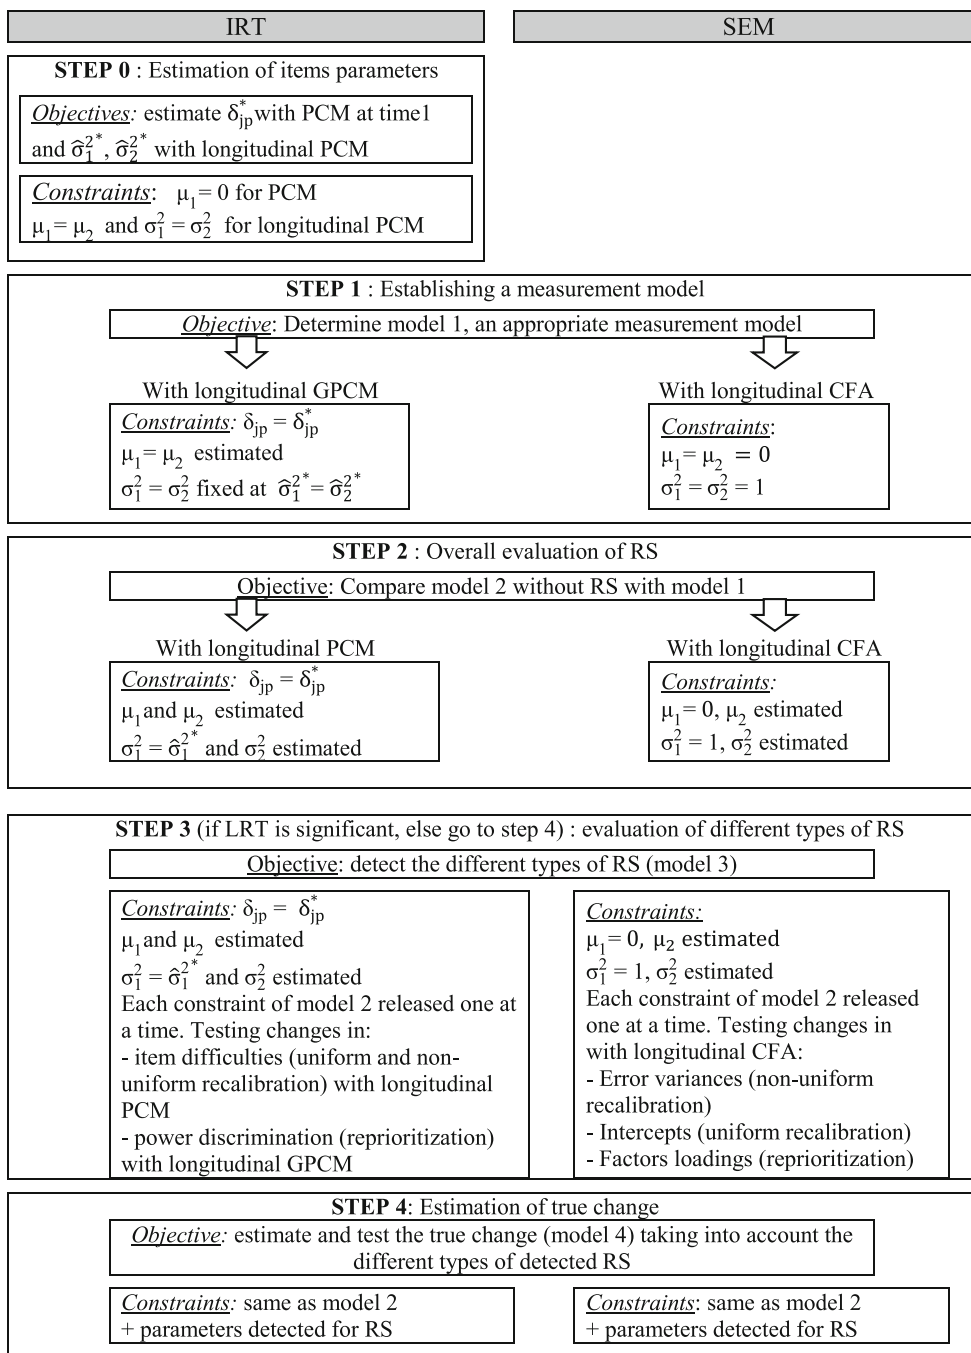 IRT
SEM
STEP 0 : Estimation of items parameters
Objectives: estimate δ*jp with PCM at time1
and σ̂₁²*, σ̂₂²* with longitudinal PCM
Constraints: μ₁= 0 for PCM
μ₁= μ₂ and σ₁² = σ₂² for longitudinal PCM
STEP 1 : Establishing a measurement model
Objective: Determine model 1, an appropriate measurement model
With longitudinal GPCM
Constraints: δjp = δ*jp
μ₁= μ₂ estimated
σ₁² = σ₂² fixed at σ̂₁²* = σ̂₂²*
With longitudinal CFA
Constraints:
μ₁= μ₂ = 0
σ₁² = σ₂² = 1
STEP 2 : Overall evaluation of RS
Objective: Compare model 2 without RS with model 1
With longitudinal PCM
Constraints: δjp = δ*jp
μ₁and μ₂ estimated
σ₁² = σ̂₁²* and σ₂² estimated
With longitudinal CFA
Constraints:
μ₁= 0, μ₂ estimated
σ₁² = 1, σ₂² estimated
STEP 3 (if LRT is significant, else go to step 4) : evaluation of different types of RS
Objective: detect the different types of RS (model 3)
Constraints: δjp = δ*jp
μ₁and μ₂ estimated
σ₁² = σ̂₁²* and σ₂² estimated
Each constraint of model 2 released one at
a time. Testing changes in:
- item difficulties (uniform and non-
uniform recalibration) with longitudinal
PCM
- power discrimination (reprioritization)
with longitudinal GPCM
Constraints:
μ₁= 0, μ₂ estimated
σ₁² = 1, σ₂² estimated
Each constraint of model 2 released
one at a time. Testing changes in
with longitudinal CFA:
- Error variances (non-uniform
recalibration)
- Intercepts (uniform recalibration)
- Factors loadings (reprioritization)
STEP 4: Estimation of true change
Objective: estimate and test the true change (model 4) taking into account the
different types of detected RS
Constraints: same as model 2
+ parameters detected for RS
Constraints: same as model 2
+ parameters detected for RS